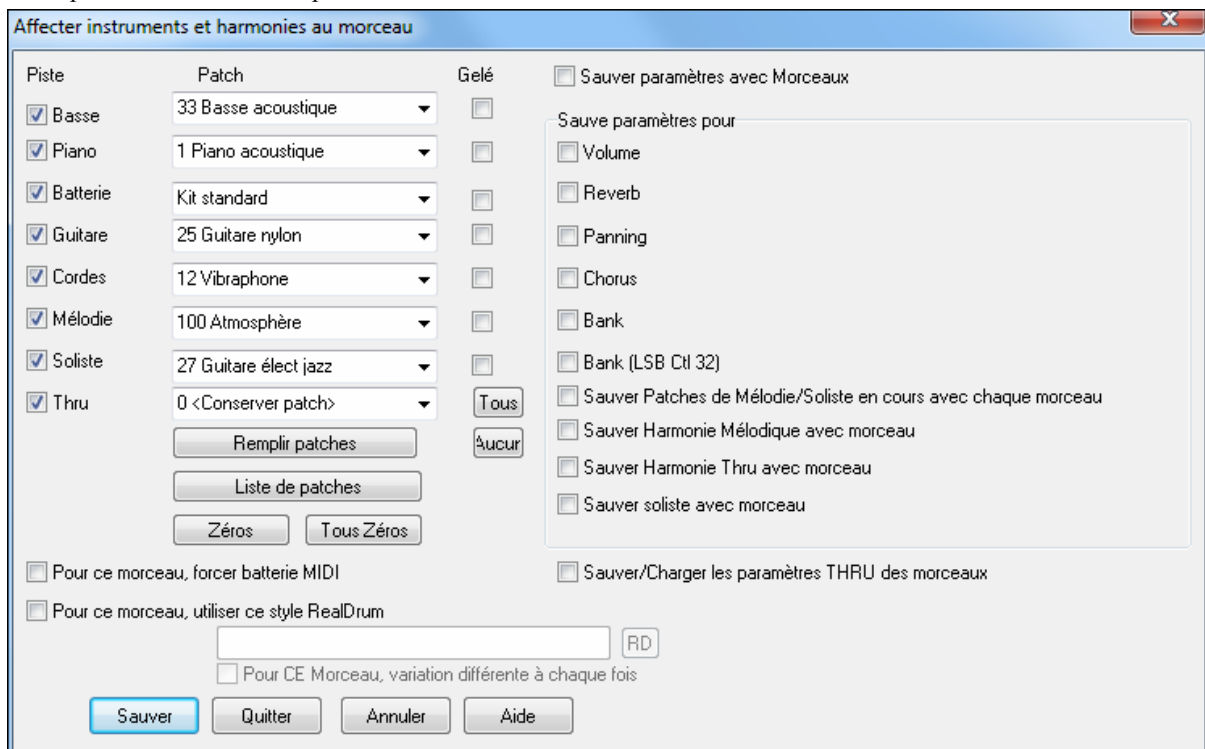 Affecter instruments et harmonies au morceau
Piste Patch Gelé
Basse 33 Basse acoustique
Piano 1 Piano acoustique
Batterie Kit standard
Guitare 25 Guitare nylon
Cordes 12 Vibraphone
Mélodie 100 Atmosphère
Soliste 27 Guitare élect jazz
Thru 0 <Conserver patch> Tous
Remplir patches Aucur
Liste de patches
Zéros Tous Zéros
Sauver paramètres avec Morceaux
Sauve paramètres pour
Volume
Reverb
Panning
Chorus
Bank
Bank (LSB Ctl 32)
Sauver Patches de Mélodie/Soliste en cours avec chaque morceau
Sauver Harmonie Mélodique avec morceau
Sauver Harmonie Thru avec morceau
Sauver soliste avec morceau
Pour ce morceau, forcer batterie MIDI
Sauver/Charger les paramètres THRU des morceaux
Pour ce morceau, utiliser ce style RealDrum
RD
Pour CE Morceau, variation différente à chaque fois
Sauver Quitter Annuler Aide